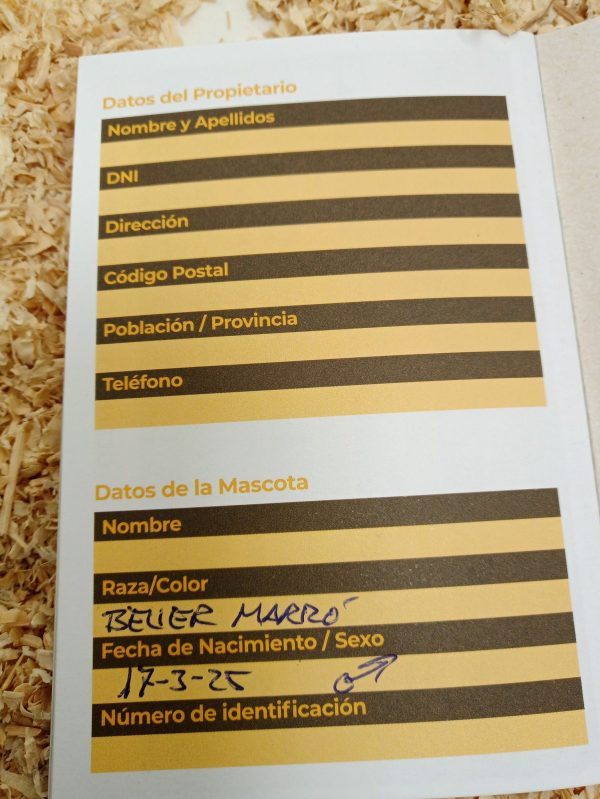 Datos del Propietario
Nombre y Apellidos
DNI
Dirección
Código Postal
Población / Provincia
Teléfono
Datos de la Mascota
Nombre
Raza/Color
BELIER MARRÓ
Fecha de Nacimiento / Sexo
17-3-25 ♂
Número de identificación